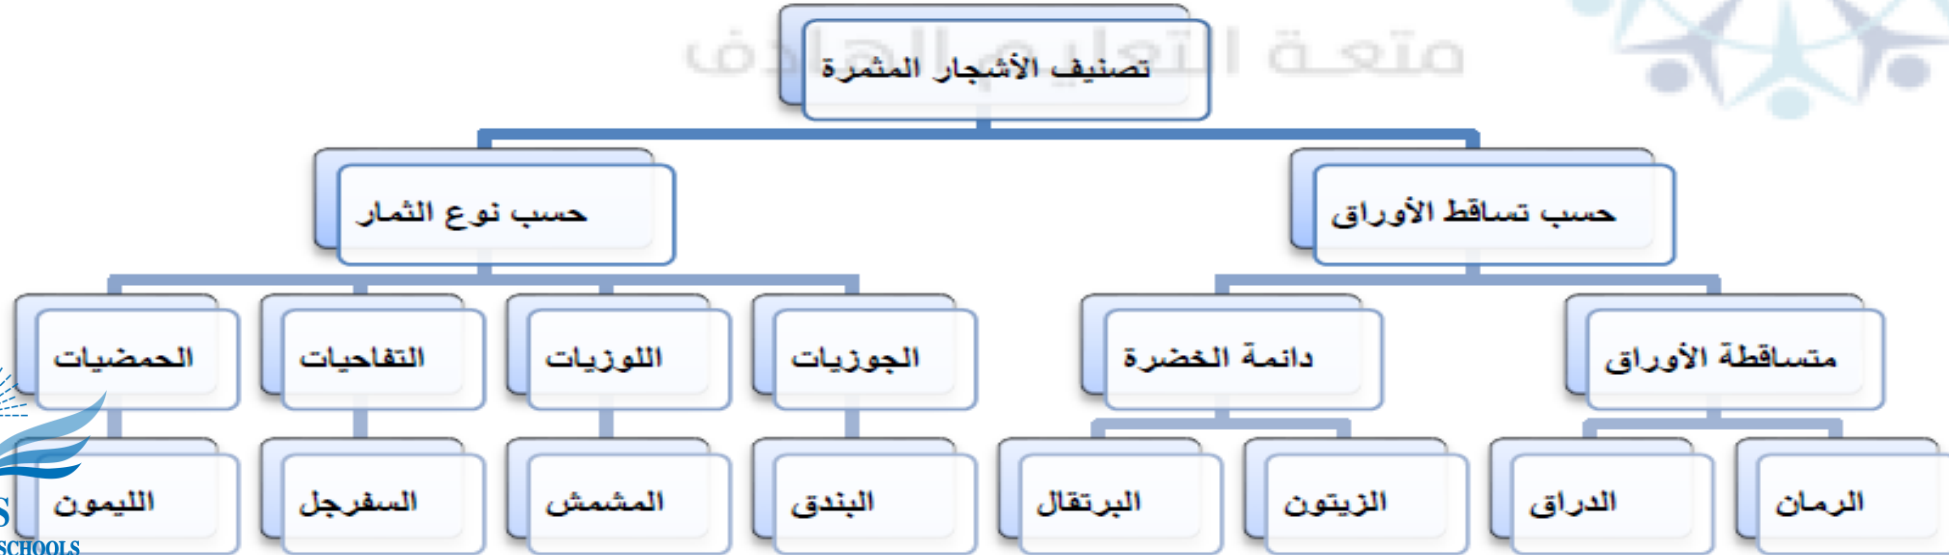 متعة التعليم الهادف
تصنيف الأشجار المثمرة
حسب تساقط الأوراق
حسب نوع الثمار
متساقطة الأوراق
دائمة الخضرة
الجوزيات
اللوزيات
التفاحيات
الحمضيات
الرمان
الدراق
الزيتون
البرتقال
البندق
المشمش
السفرجل
الليمون
S
SCHOOLS